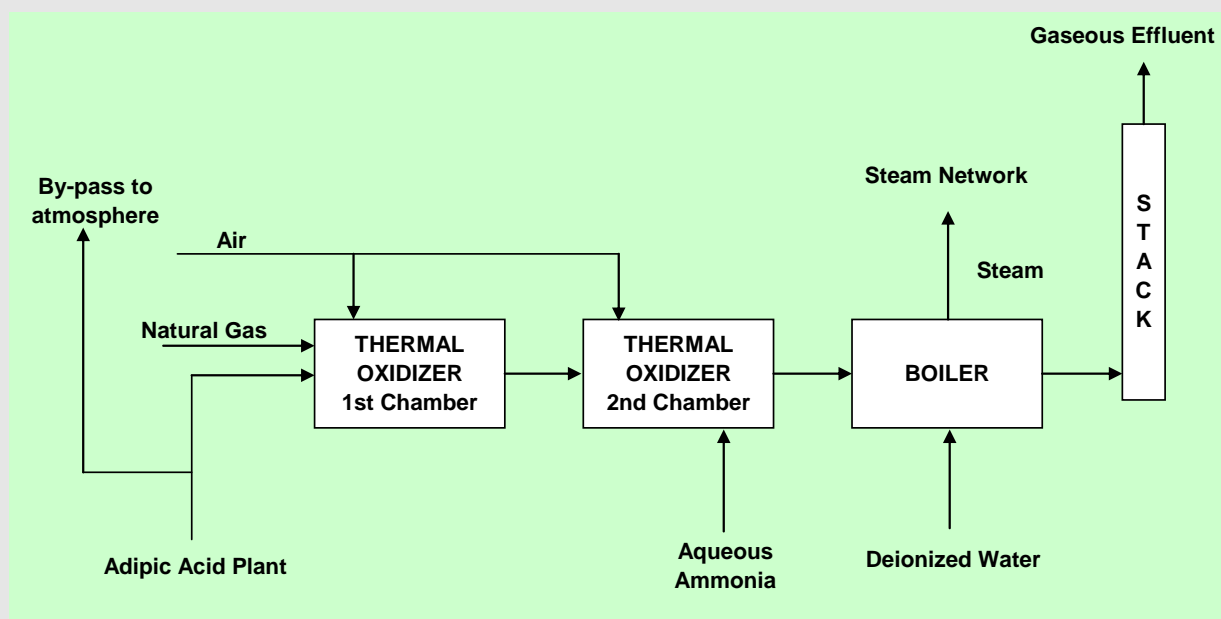 Gaseous Effluent
By-pass to
atmosphere
Steam Network
S
T
A
C
K
Air
Steam
Natural Gas
THERMAL
OXIDIZER
1st Chamber
THERMAL
OXIDIZER
2nd Chamber
BOILER
Adipic Acid Plant
Aqueous
Ammonia
Deionized Water